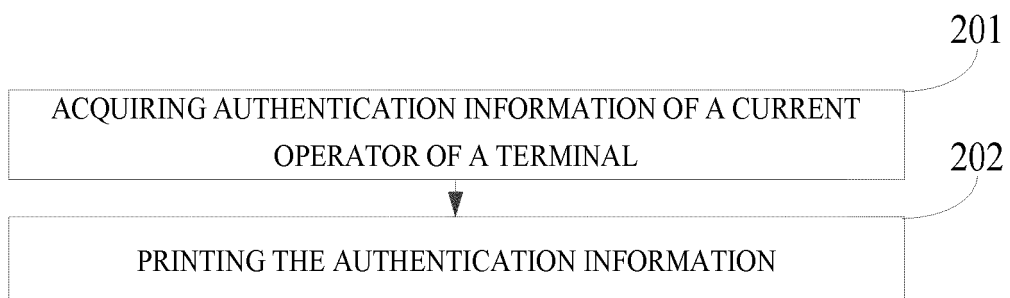 201
ACQUIRING AUTHENTICATION INFORMATION OF A CURRENT
OPERATOR OF A TERMINAL
202
PRINTING THE AUTHENTICATION INFORMATION